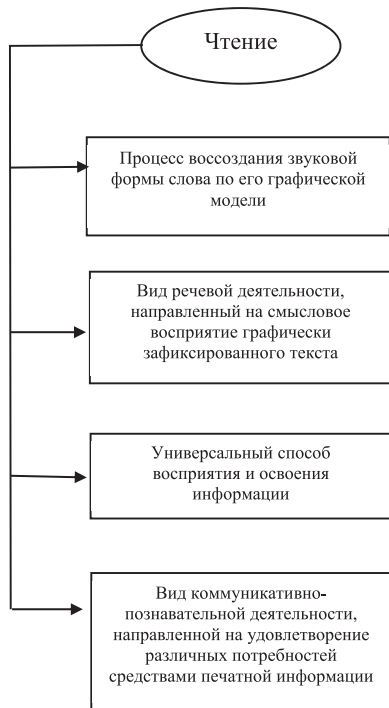 Чтение
Процесс воссоздания звуковой
формы слова по его графической
модели
Вид речевой деятельности,
направленный на смысловое
восприятие графически
зафиксированного текста
Универсальный способ
восприятия и освоения
информации
Вид коммуникативно-
познавательной деятельности,
направленной на удовлетворение
различных потребностей
средствами печатной информации